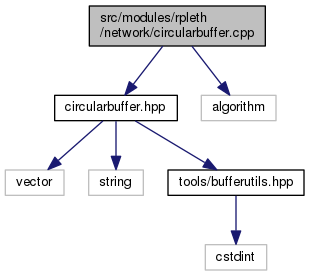 src/modules/rpleth
/network/circularbuffer.cpp
circularbuffer.hpp
algorithm
vector
string
tools/bufferutils.hpp
cstdint